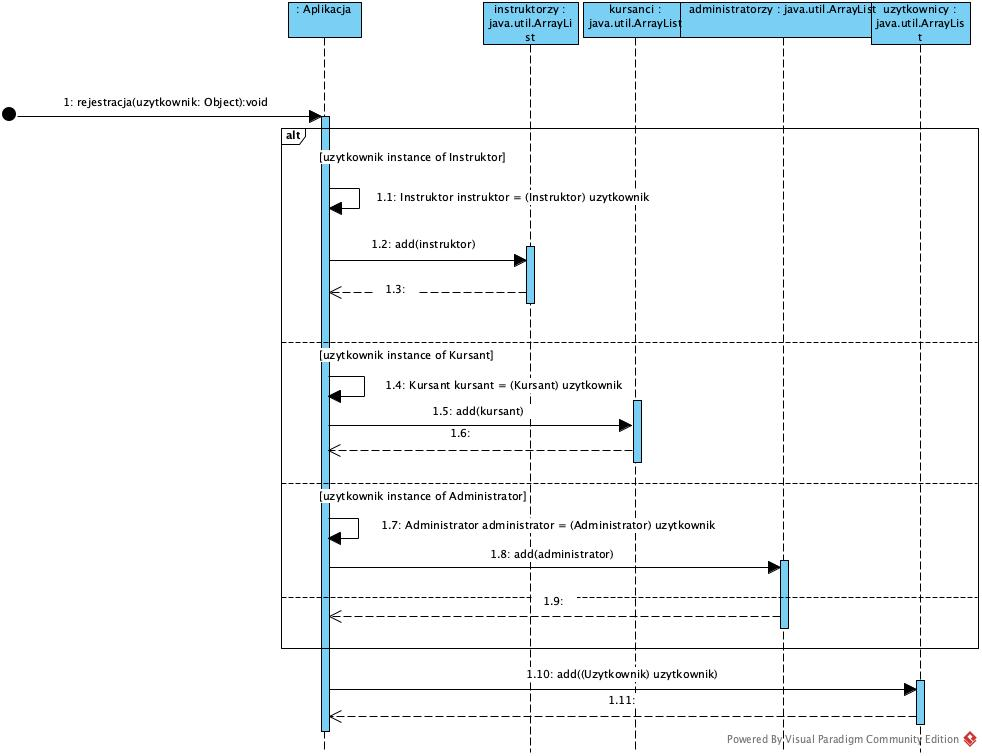 : Aplikacja
instruktorzy :
java.util.ArrayLi
st
kursanci :
java.util.ArrayList
administratorzy : java.util.ArrayList
uzytkownicy :
java.util.ArrayLis
t
1: rejestracja(uzytkownik: Object):void
alt
[uzytkownik instance of Instruktor]
1.1: Instruktor instruktor = (Instruktor) uzytkownik
1.2: add(instruktor)
1.3:
[uzytkownik instance of Kursant]
1.4: Kursant kursant = (Kursant) uzytkownik
1.5: add(kursant)
1.6:
[uzytkownik instance of Administrator]
1.7: Administrator administrator = (Administrator) uzytkownik
1.8: add(administrator)
1.9:
1.10: add((Uzytkownik) uzytkownik)
1.11:
Powered By Visual Paradigm Community Edition